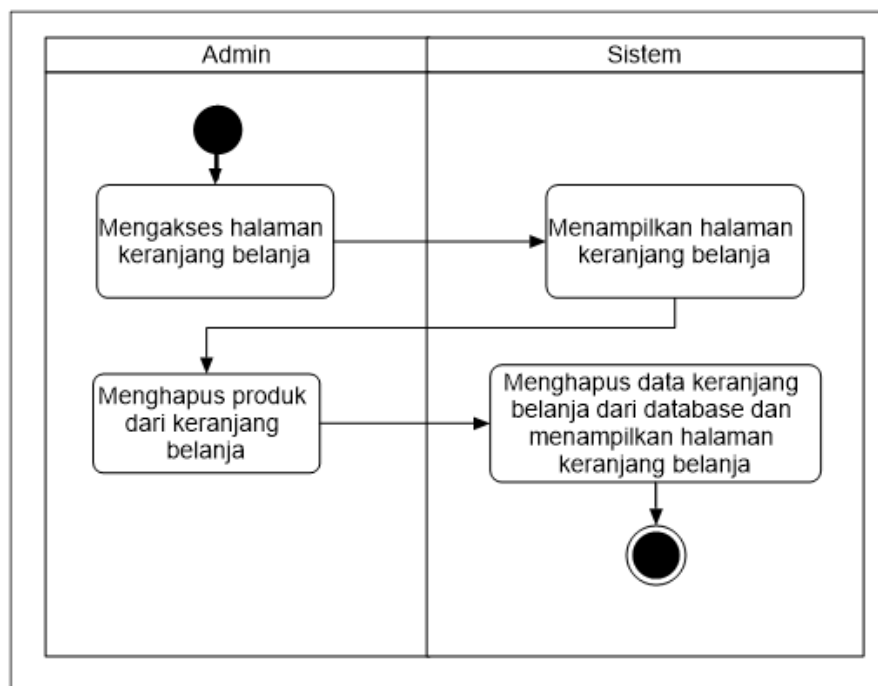 Admin
Sistem
Mengakses halaman
keranjang belanja
Menampilkan halaman
keranjang belanja
Menghapus produk
dari keranjang
belanja
Menghapus data keranjang
belanja dari database dan
menampilkan halaman
keranjang belanja